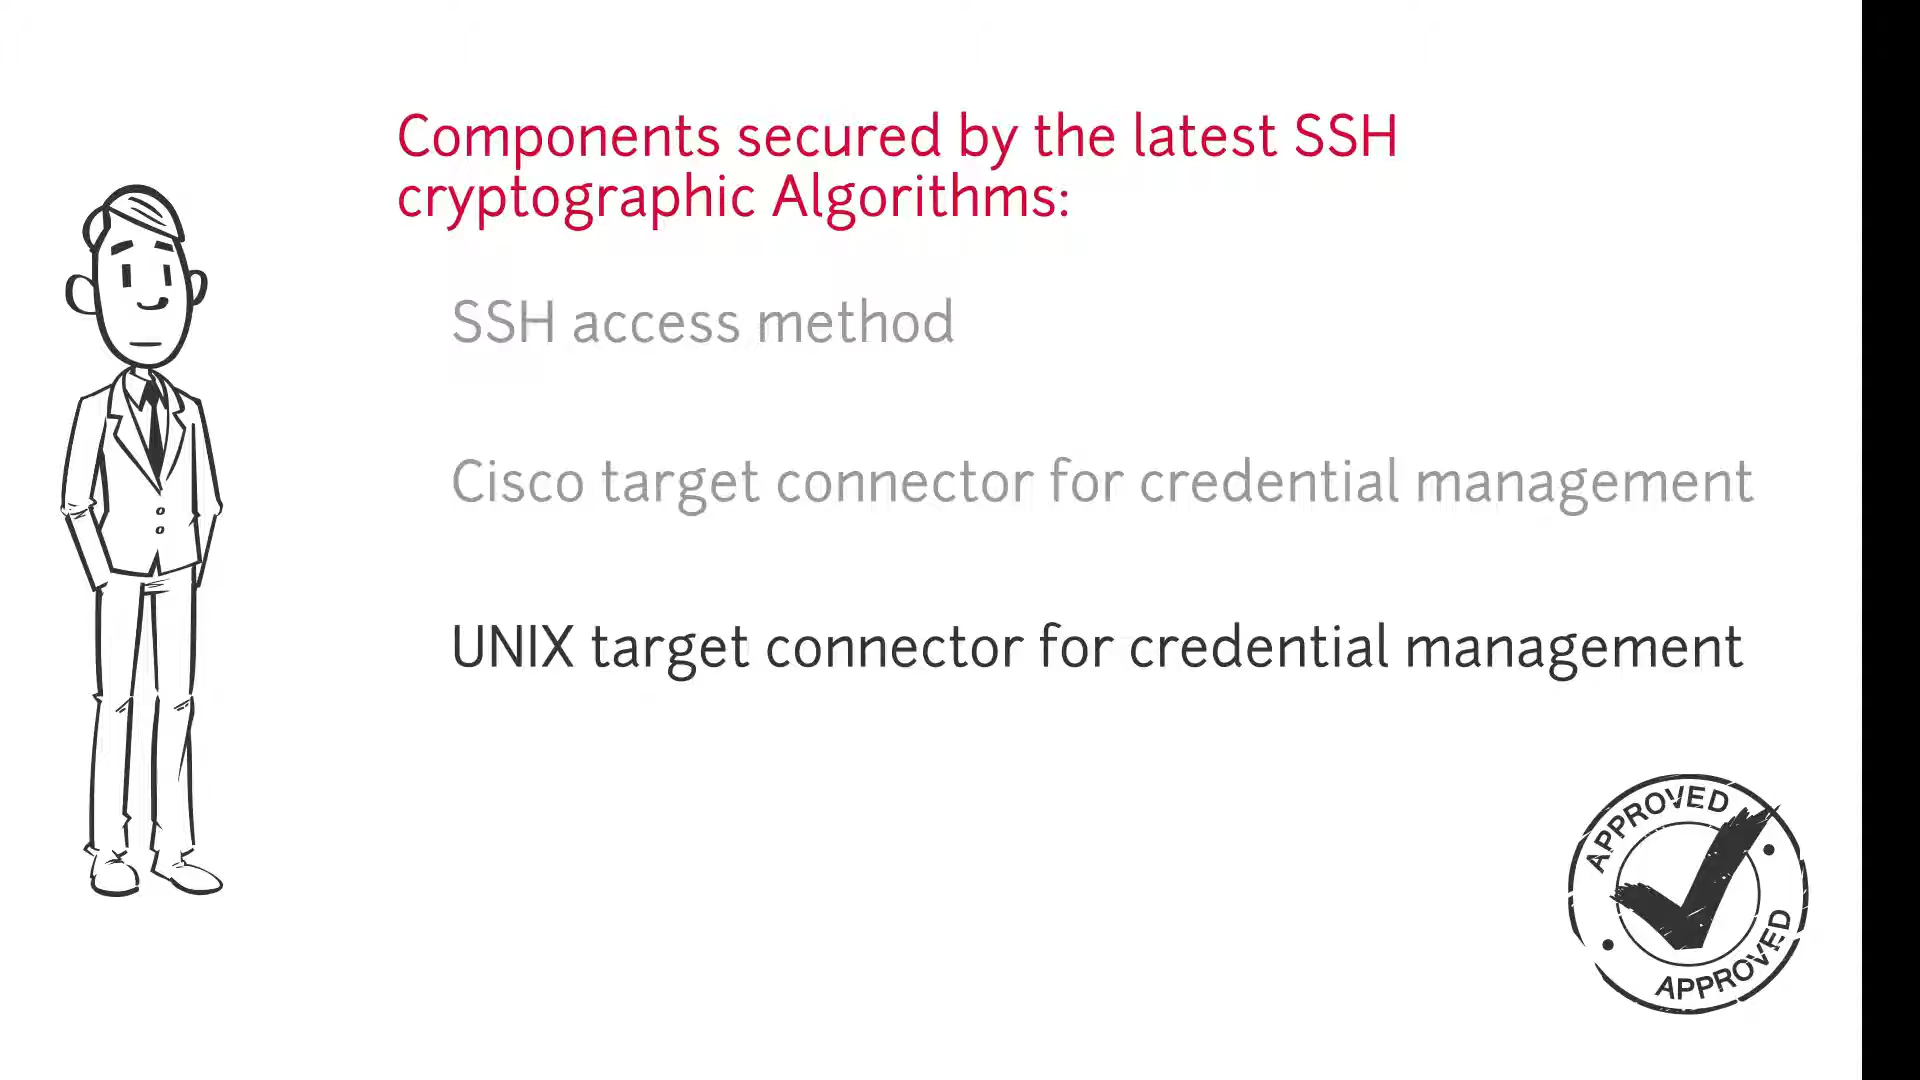 Components secured by the latest SSH
cryptographic Algorithms:
SSH access method
Cisco target connector for credential management
UNIX target connector for credential management
APPROVED
APPROVED